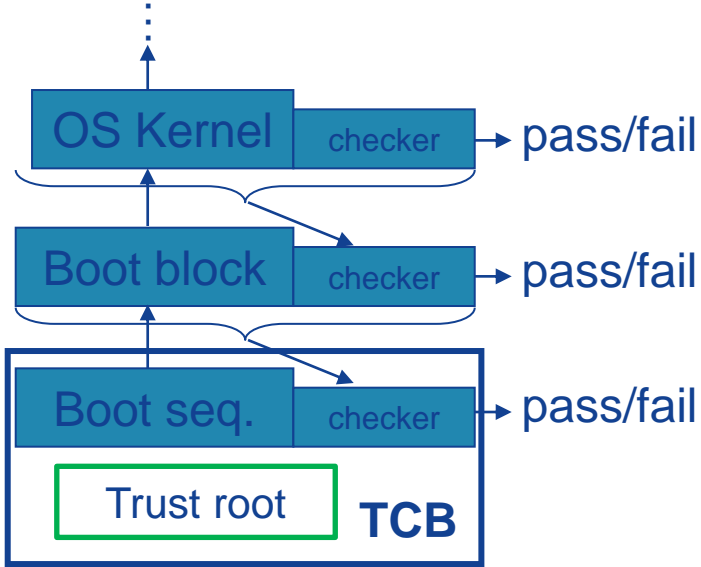 OS Kernel checker pass/fail
Boot block checker pass/fail
Boot seq. checker pass/fail
Trust root TCB